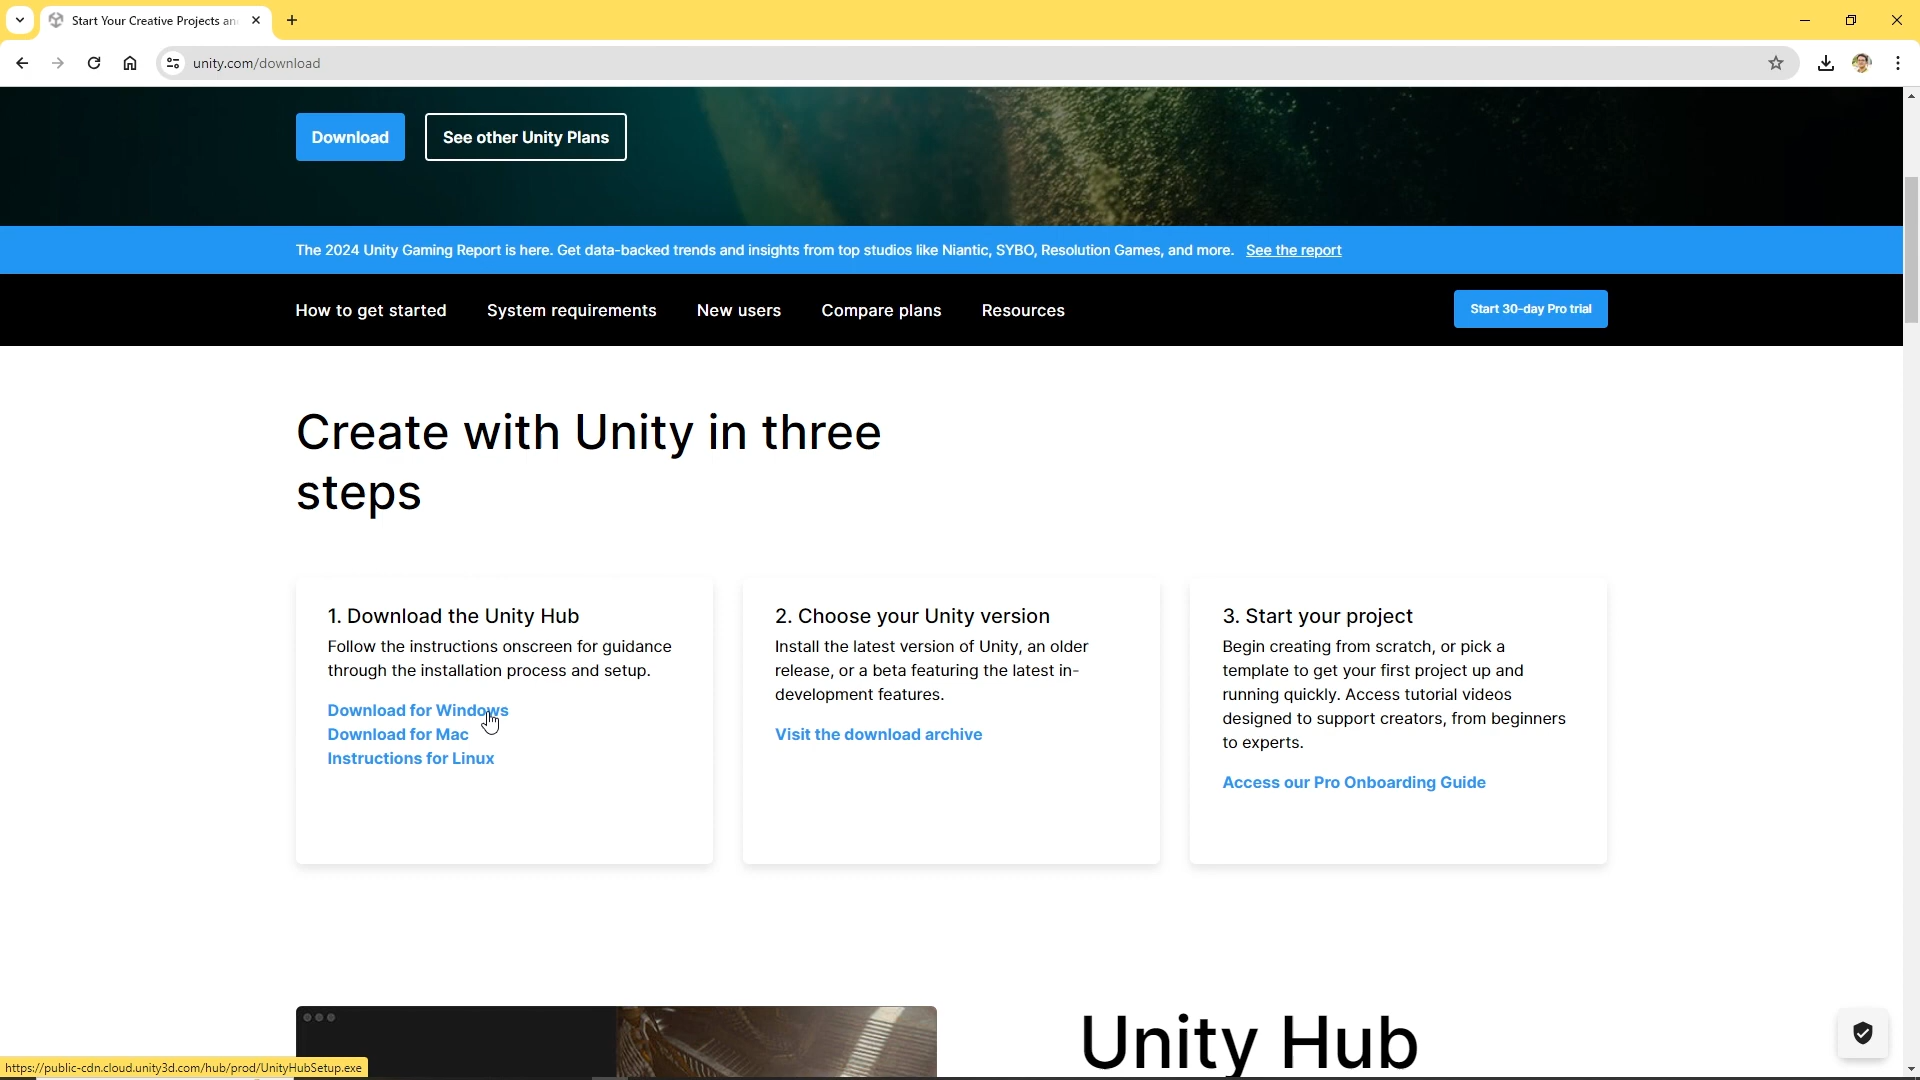 Start Your Creative Projects an
unity.com/download
Download
See other Unity Plans
The 2024 Unity Gaming Report is here. Get data-backed trends and insights from top studios like Niantic, SYBO, Resolution Games, and more. See the report
How to get started
System requirements
New users
Compare plans
Resources
Start 30-day Pro trial
Create with Unity in three
steps
1. Download the Unity Hub
Follow the instructions onscreen for guidance
through the installation process and setup.
Download for Windows
Download for Mac
Instructions for Linux
2. Choose your Unity version
Install the latest version of Unity, an older
release, or a beta featuring the latest in-
development features.
Visit the download archive
3. Start your project
Begin creating from scratch, or pick a
template to get your first project up and
running quickly. Access tutorial videos
designed to support creators, from beginners
to experts.
Access our Pro Onboarding Guide
Unity Hub
https://public-cdn.cloud.unity3d.com/hub/prod/UnityHubSetup.exe